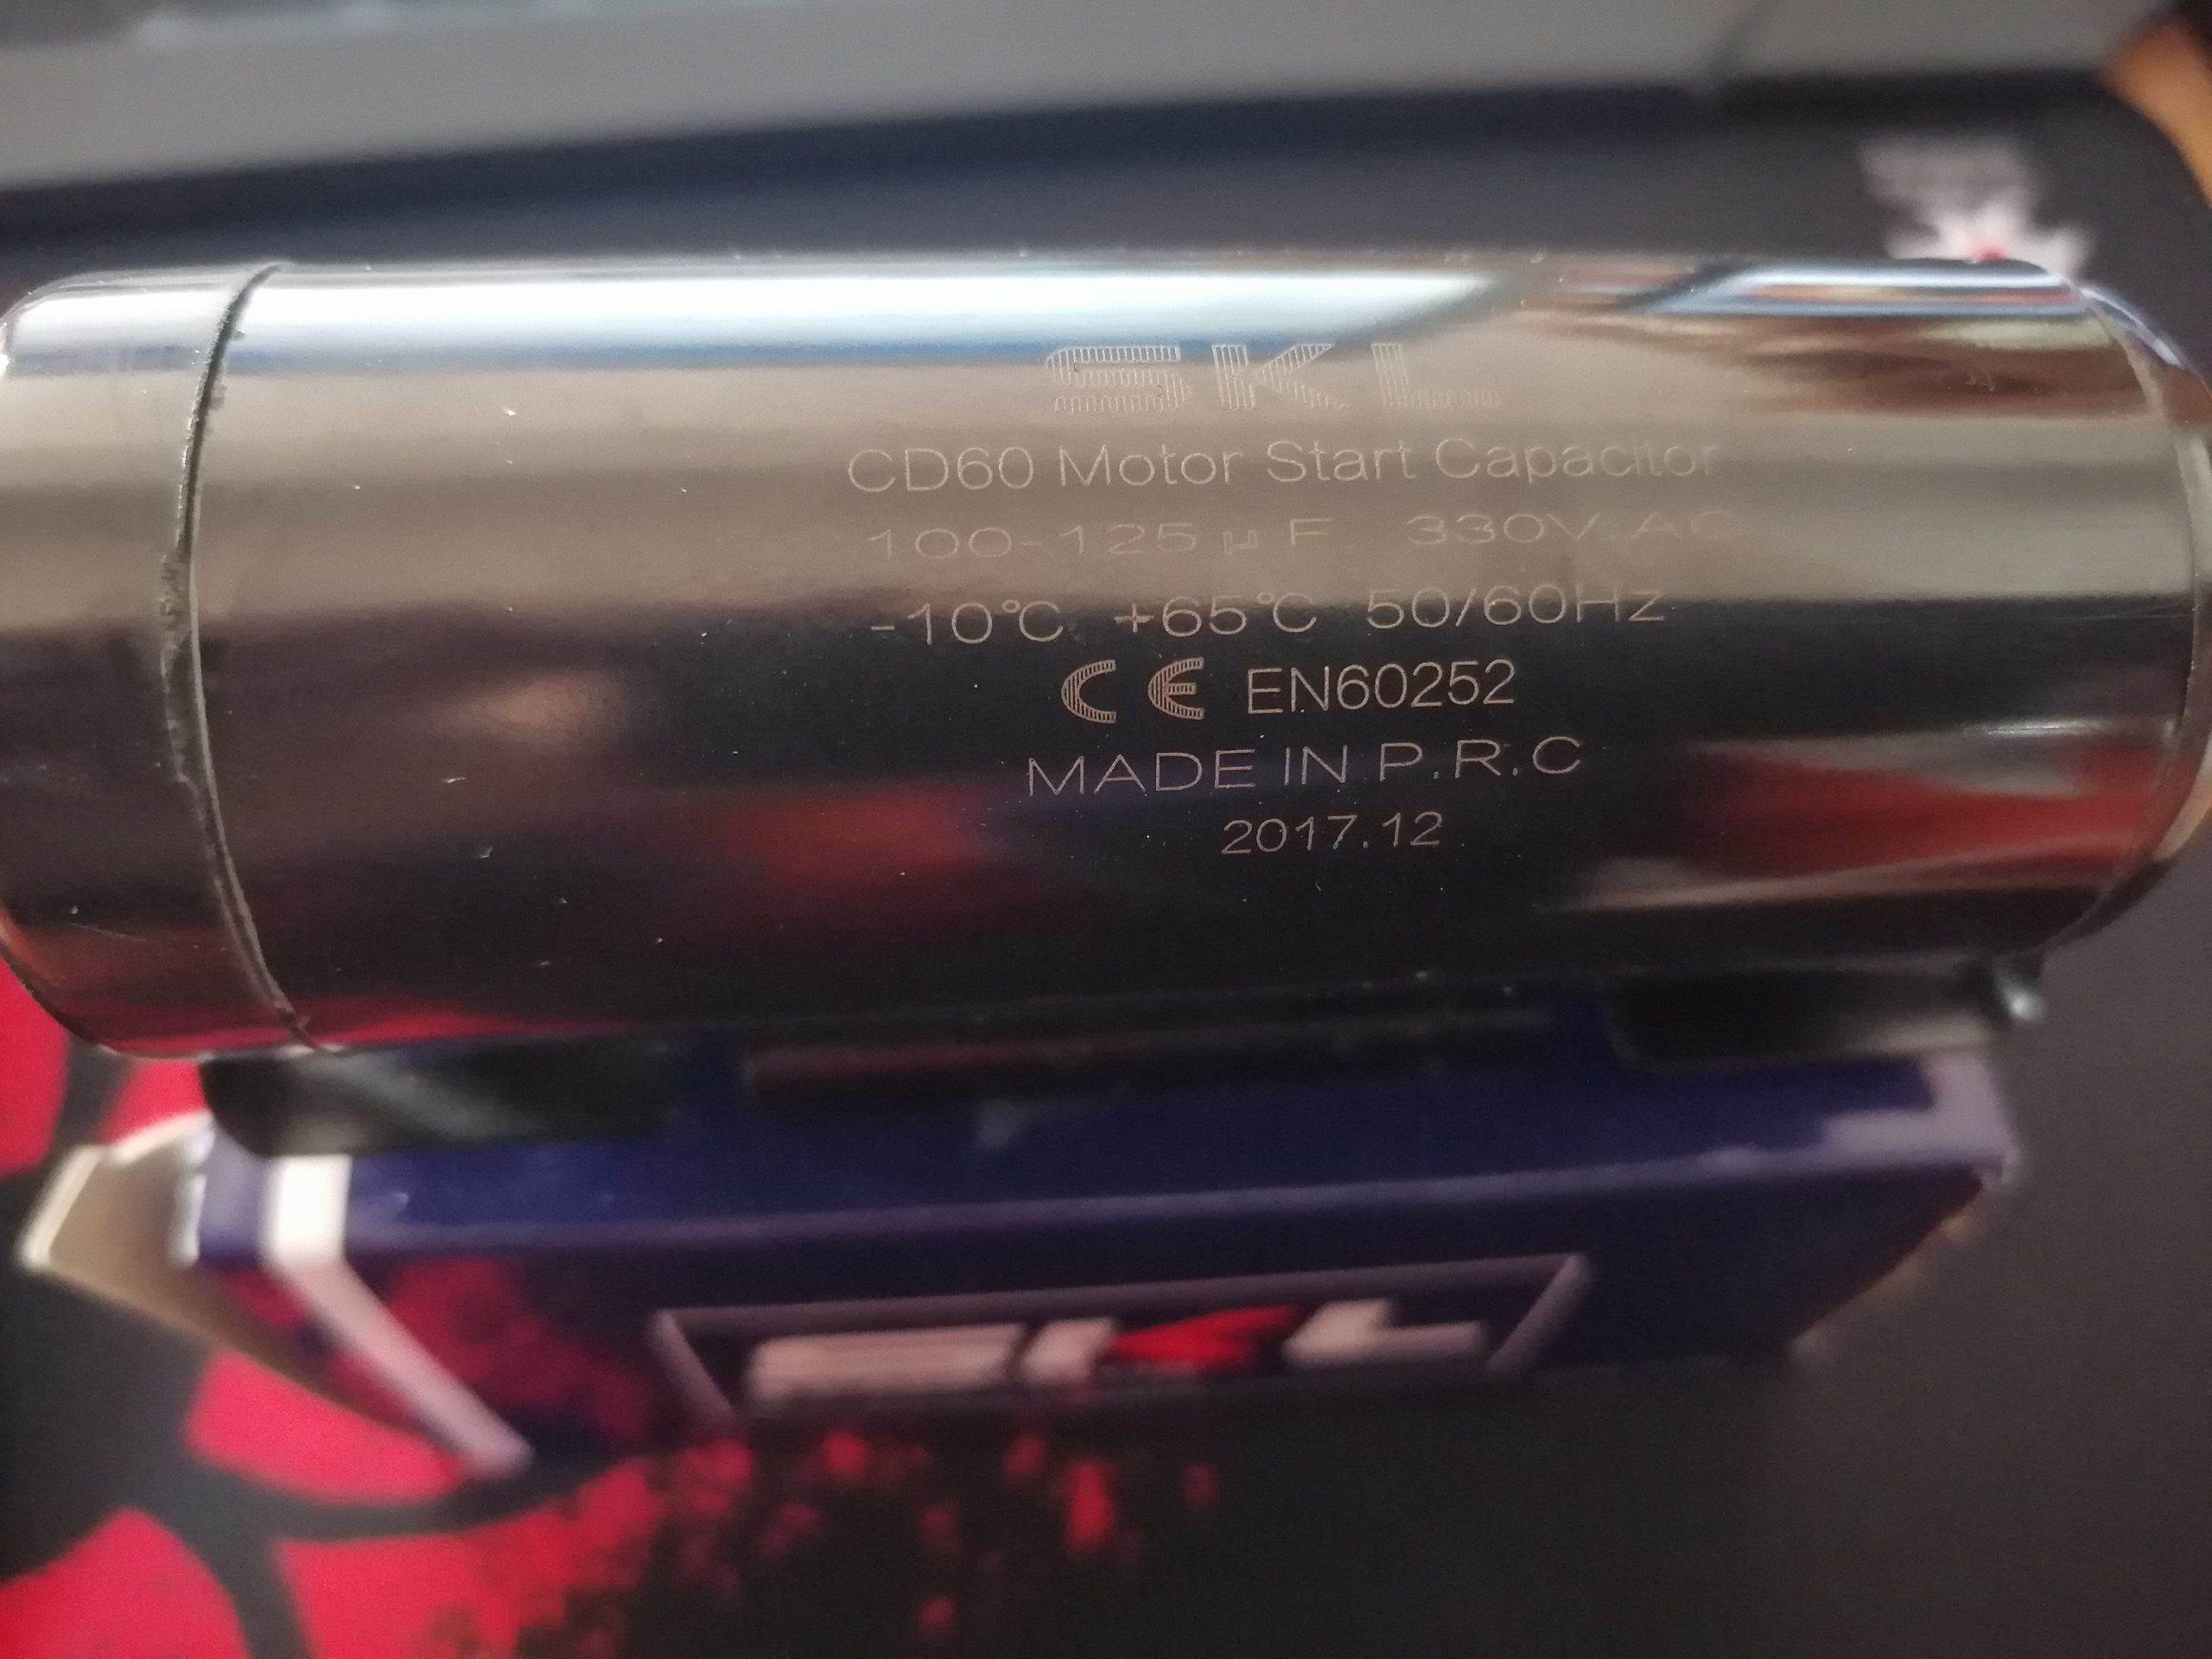 SKL
CD60 Motor Start Capacitor
100-125μF 330V.AC
-10℃ +65℃ 50/60Hz
CE EN60252
MADE IN P.R.C
2017.12
SKL